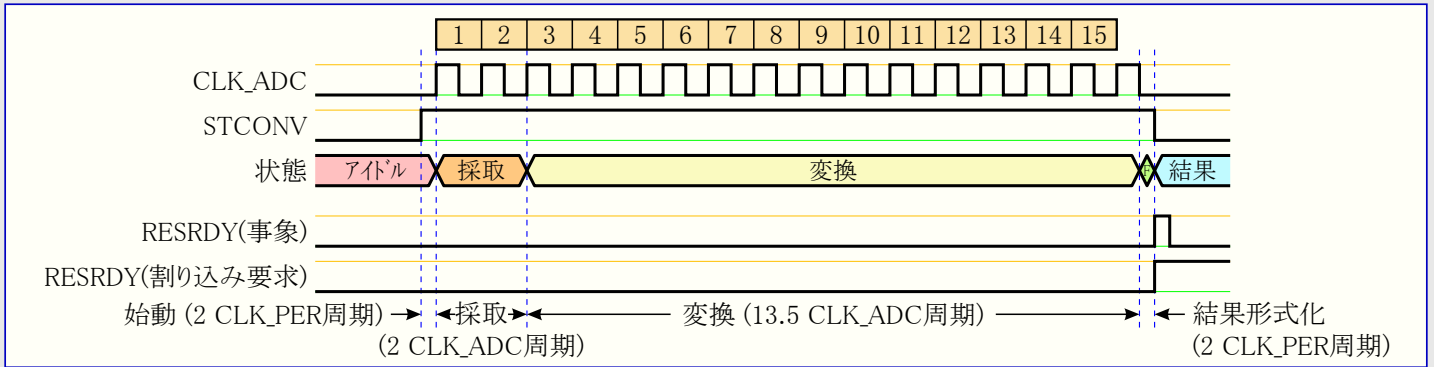 1 2 3 4 5 6 7 8 9 10 11 12 13 14 15
CLK_ADC
STCONV
状態 アイドル 採取 変換 F 結果
RESRDY(事象)
RESRDY(割り込み要求)
始動 (2 CLK_PER周期) 採取 変換 (13.5 CLK_ADC周期) 結果形式化
(2 CLK_ADC周期) (2 CLK_PER周期)